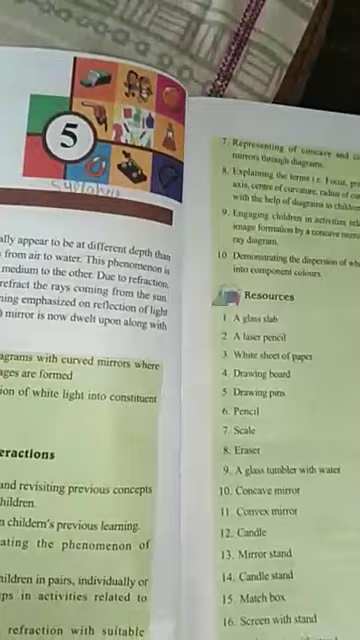 5
Syllabus
ally appear to be at different depth than
from air to water. This phenomenon is
medium to the other. Due to refraction,
refract the rays coming from the sun.
ning emphasized on reflection of light
) mirror is now dwelt upon along with
agrams with curved mirrors where
ages are formed
ion of white light into constituent
eractions
and revisiting previous concepts
hildren.
n childern's previous learning.
ating the phenomenon of
hildren in pairs, individually or
ps in activities related to
refraction with suitable
7. Representing of concave and
mirrors through diagrams.
8. Explaining the terms i.e. Focus,
axis, centre of curvature, radius of
with the help of diagrams to children
9. Engaging children in activities
image formation by a concave
ray diagram.
10. Demonstrating the dispersion of
into component colours.
Resources
1. A glass slab
2. A laser pencil
3. White sheet of paper
4. Drawing board
5. Drawing pins
6. Pencil
7. Scale
8. Eraser
9. A glass tumbler with water
10. Concave mirror
11. Convex mirror
12. Candle
13. Mirror stand
14. Candle stand
15. Match box
16. Screen with stand